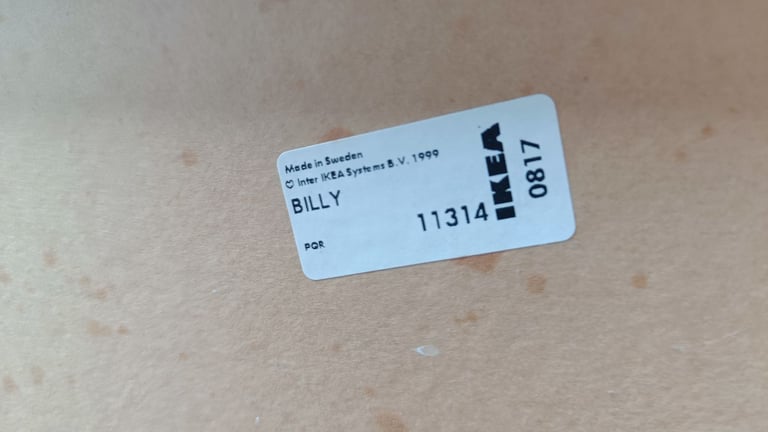 Made in Sweden
Inter IKEA Systems B.V. 1999
BILLY
PQR
11314
IKEA
0817